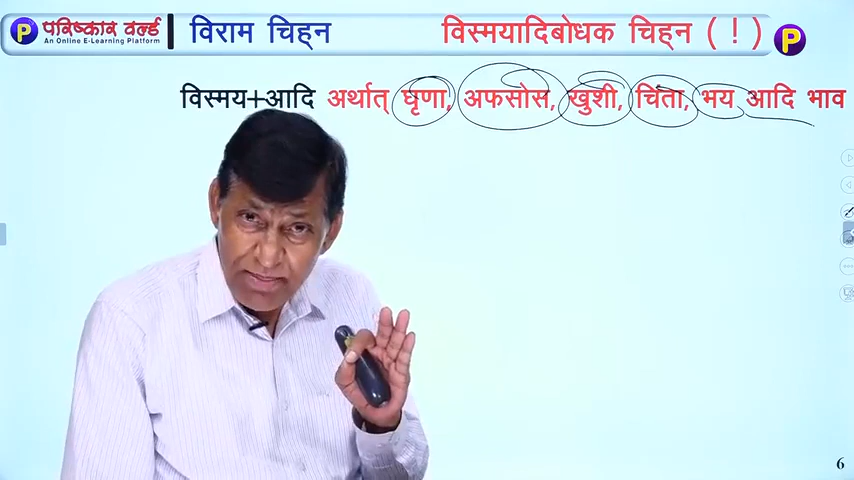 परिष्कार वर्ल्ड
An Online E-Learning Platform
विराम चिह्न
विस्मयादिबोधक चिह्न ( ! )
विस्मय+आदि अर्थात् घृणा, अफसोस, खुशी, चिंता, भय आदि भाव
6